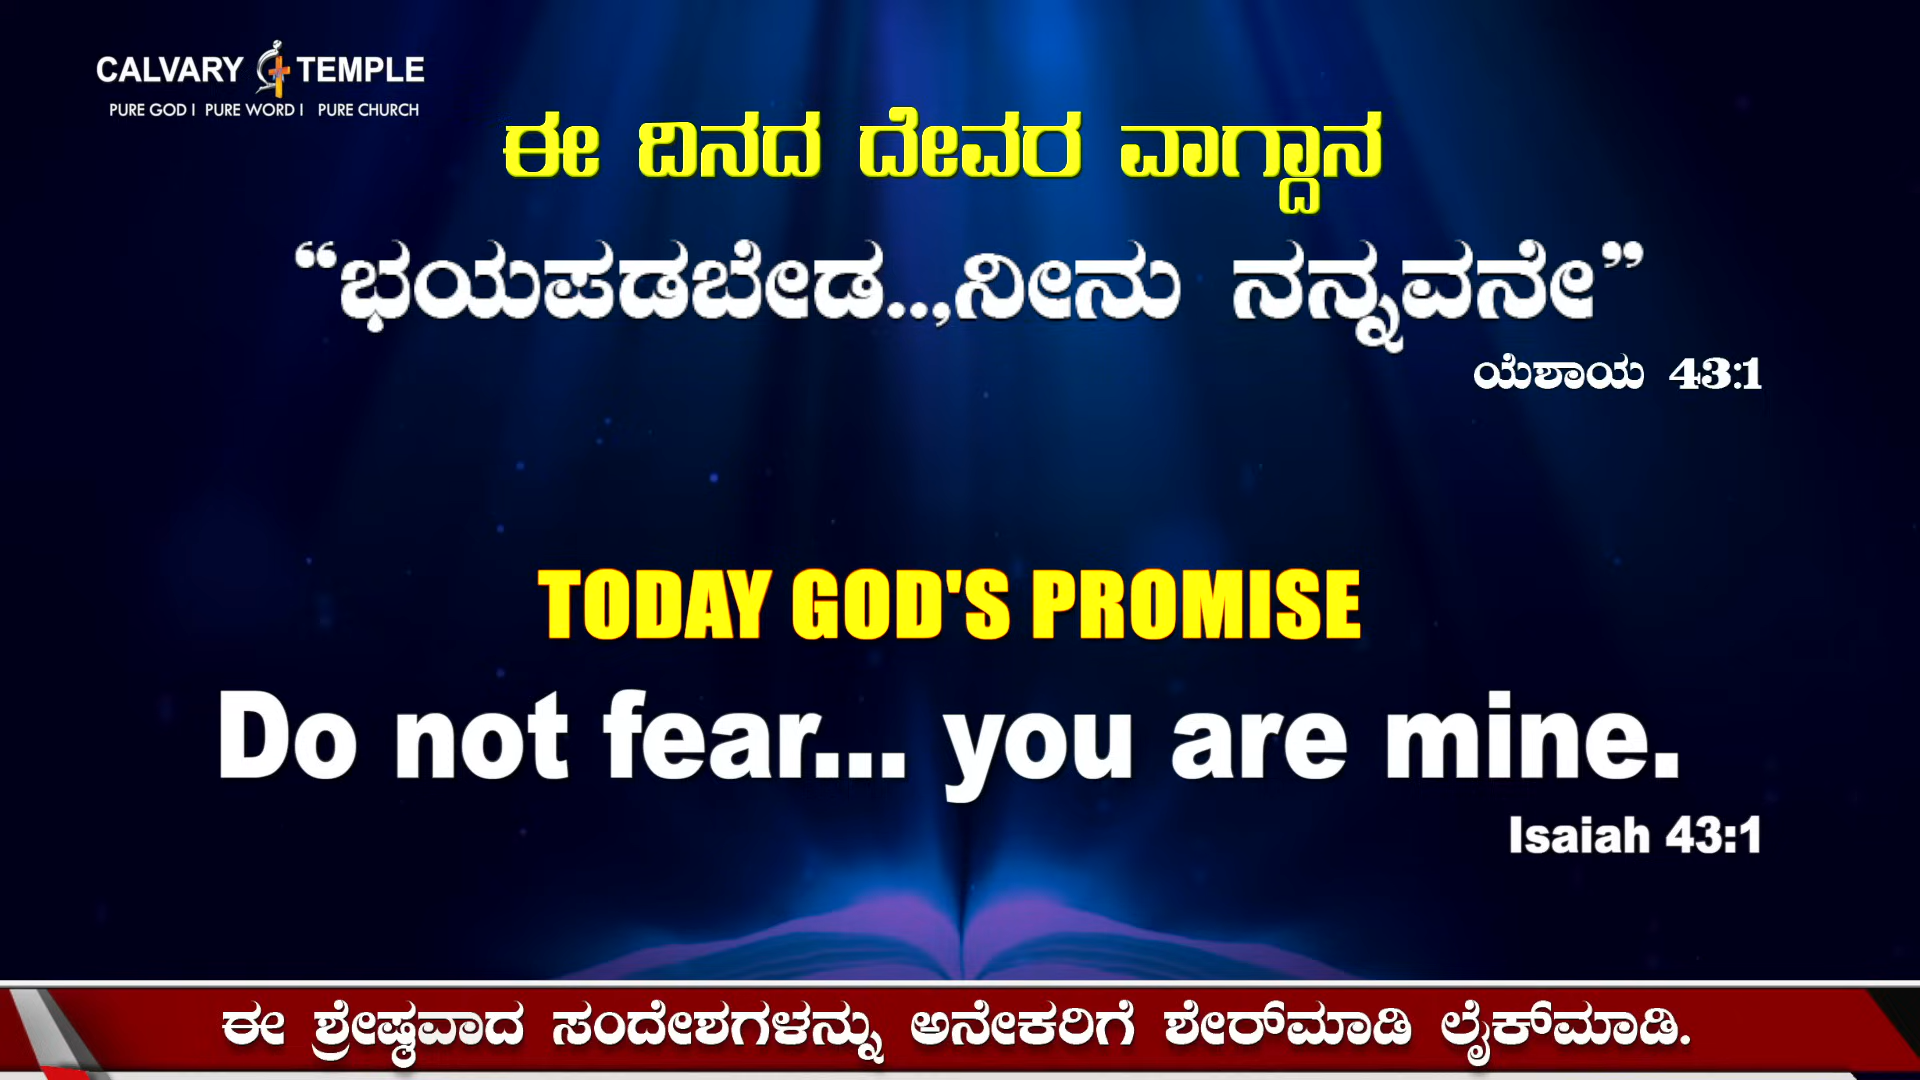 CALVARY TEMPLE
PURE GOD I PURE WORD I PURE CHURCH
ಈ ದಿನದ ದೇವರ ವಾಗ್ದಾನ
“ಭಯಪಡಬೇಡ..,ನೀನು ನನ್ನವನೇ”
ಯೆಶಾಯ 43:1
TODAY GOD'S PROMISE
Do not fear... you are mine.
Isaiah 43:1
ಈ ಶ್ರೇಷ್ಠವಾದ ಸಂದೇಶಗಳನ್ನು ಅನೇಕರಿಗೆ ಶೇರ್‌ಮಾಡಿ ಲೈಕ್‌ಮಾಡಿ.